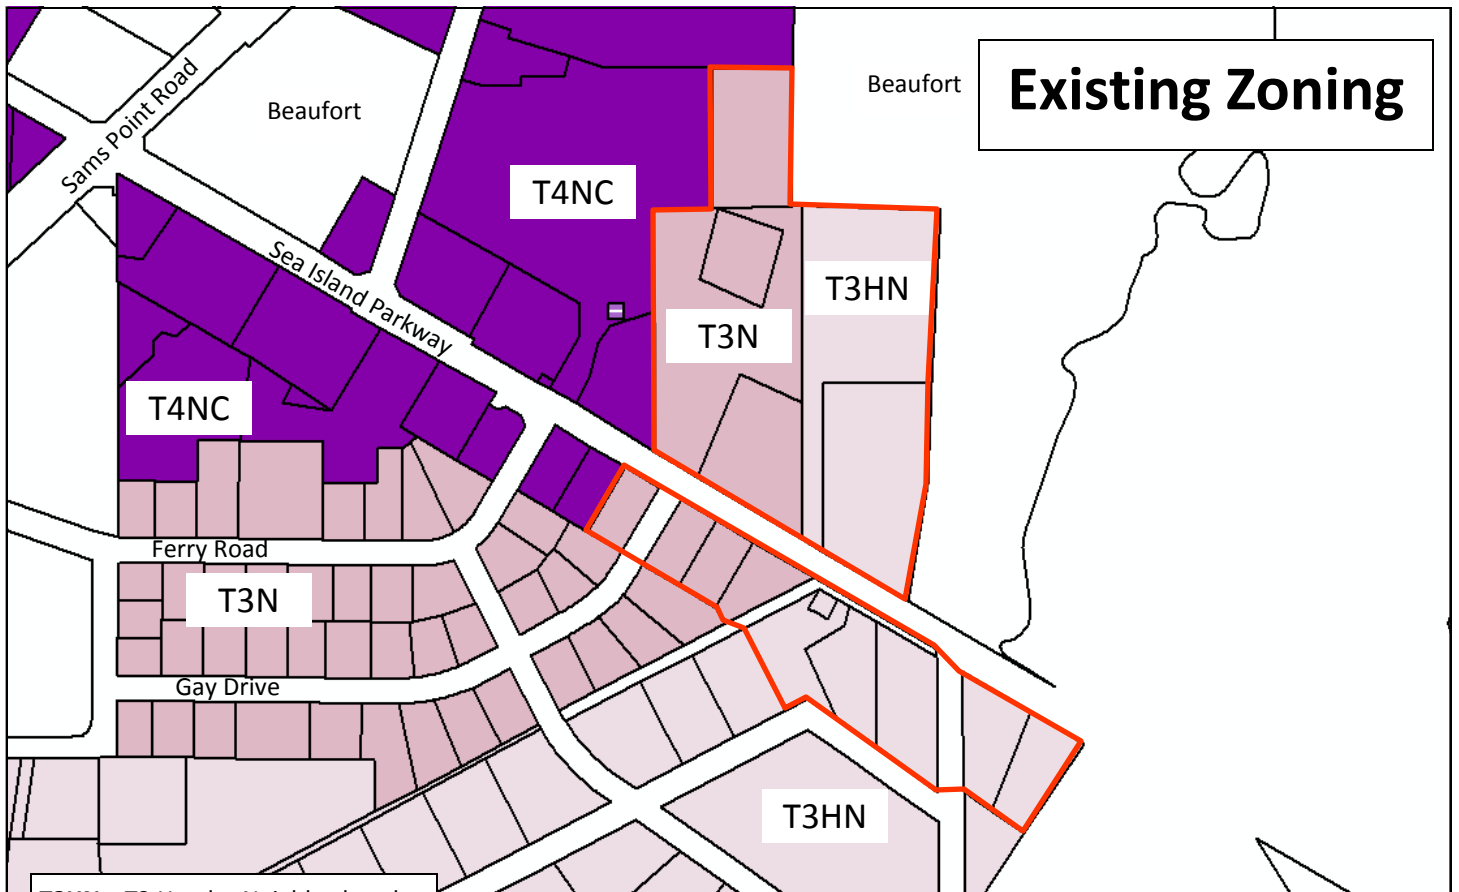 Existing Zoning
Beaufort
Beaufort
Sams Point Road
T4NC
Sea Island Parkway
T3HN
T3N
T4NC
Ferry Road
T3N
Gay Drive
T3HN